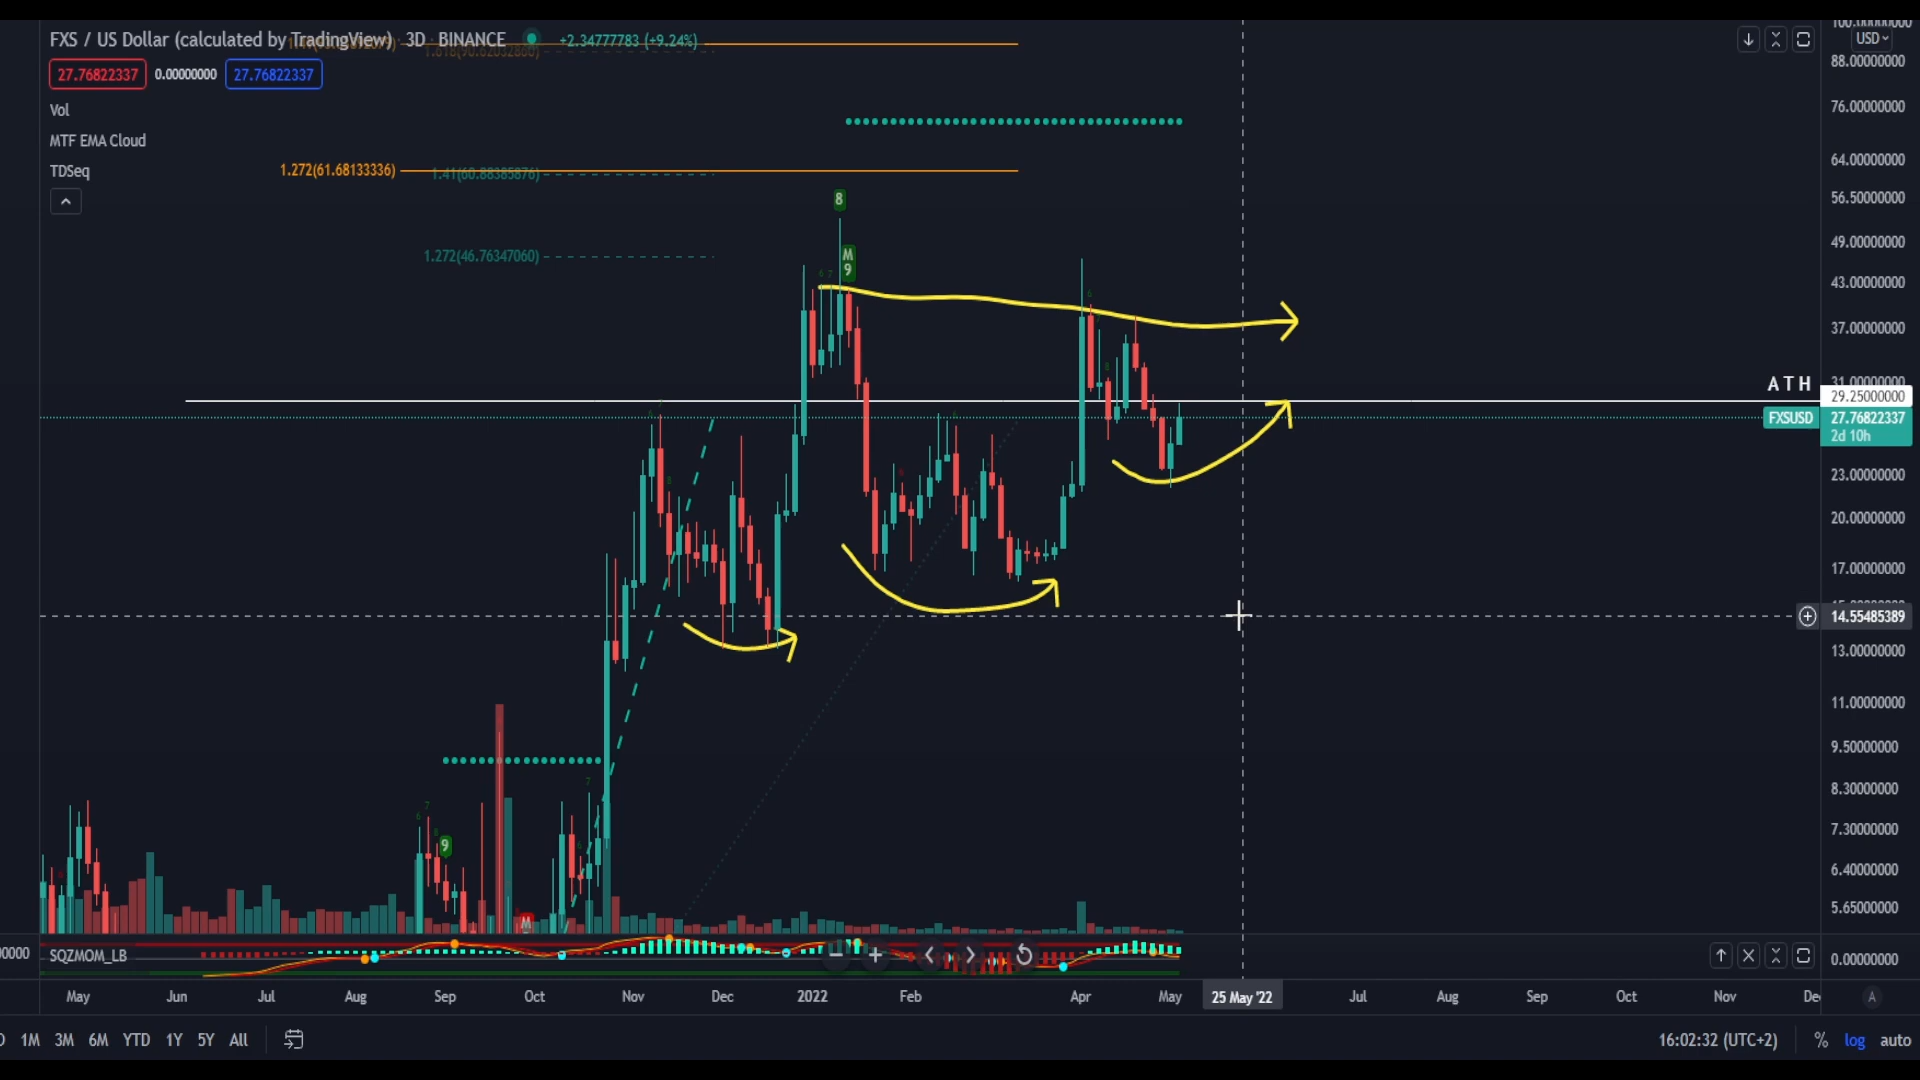 FXS / US Dollar (calculated by TradingView) 3D BINANCE +2.34777783 (+9.24%)
27.76822337 0.00000000 27.76822337
Vol
MTF EMA Cloud
TDSeq
1.272(61.68133336)
1.41(60.88385876)
1.272(46.76347060)
8
M
9
9
M
ATH
USD
88.00000000
76.00000000
64.00000000
56.50000000
49.00000000
43.00000000
37.00000000
31.00000000
29.25000000
FXSUSD 27.76822337
2d 10h
23.00000000
20.00000000
17.00000000
14.55485389
13.00000000
11.00000000
9.50000000
8.30000000
7.30000000
6.40000000
5.65000000
SQZMOM_LB
0.00000000
May Jun Jul Aug Sep Oct Nov Dec 2022 Feb Apr May 25 May '22 Jul Aug Sep Oct Nov A
1M 3M 6M YTD 1Y 5Y All
16:02:32 (UTC+2) % log auto